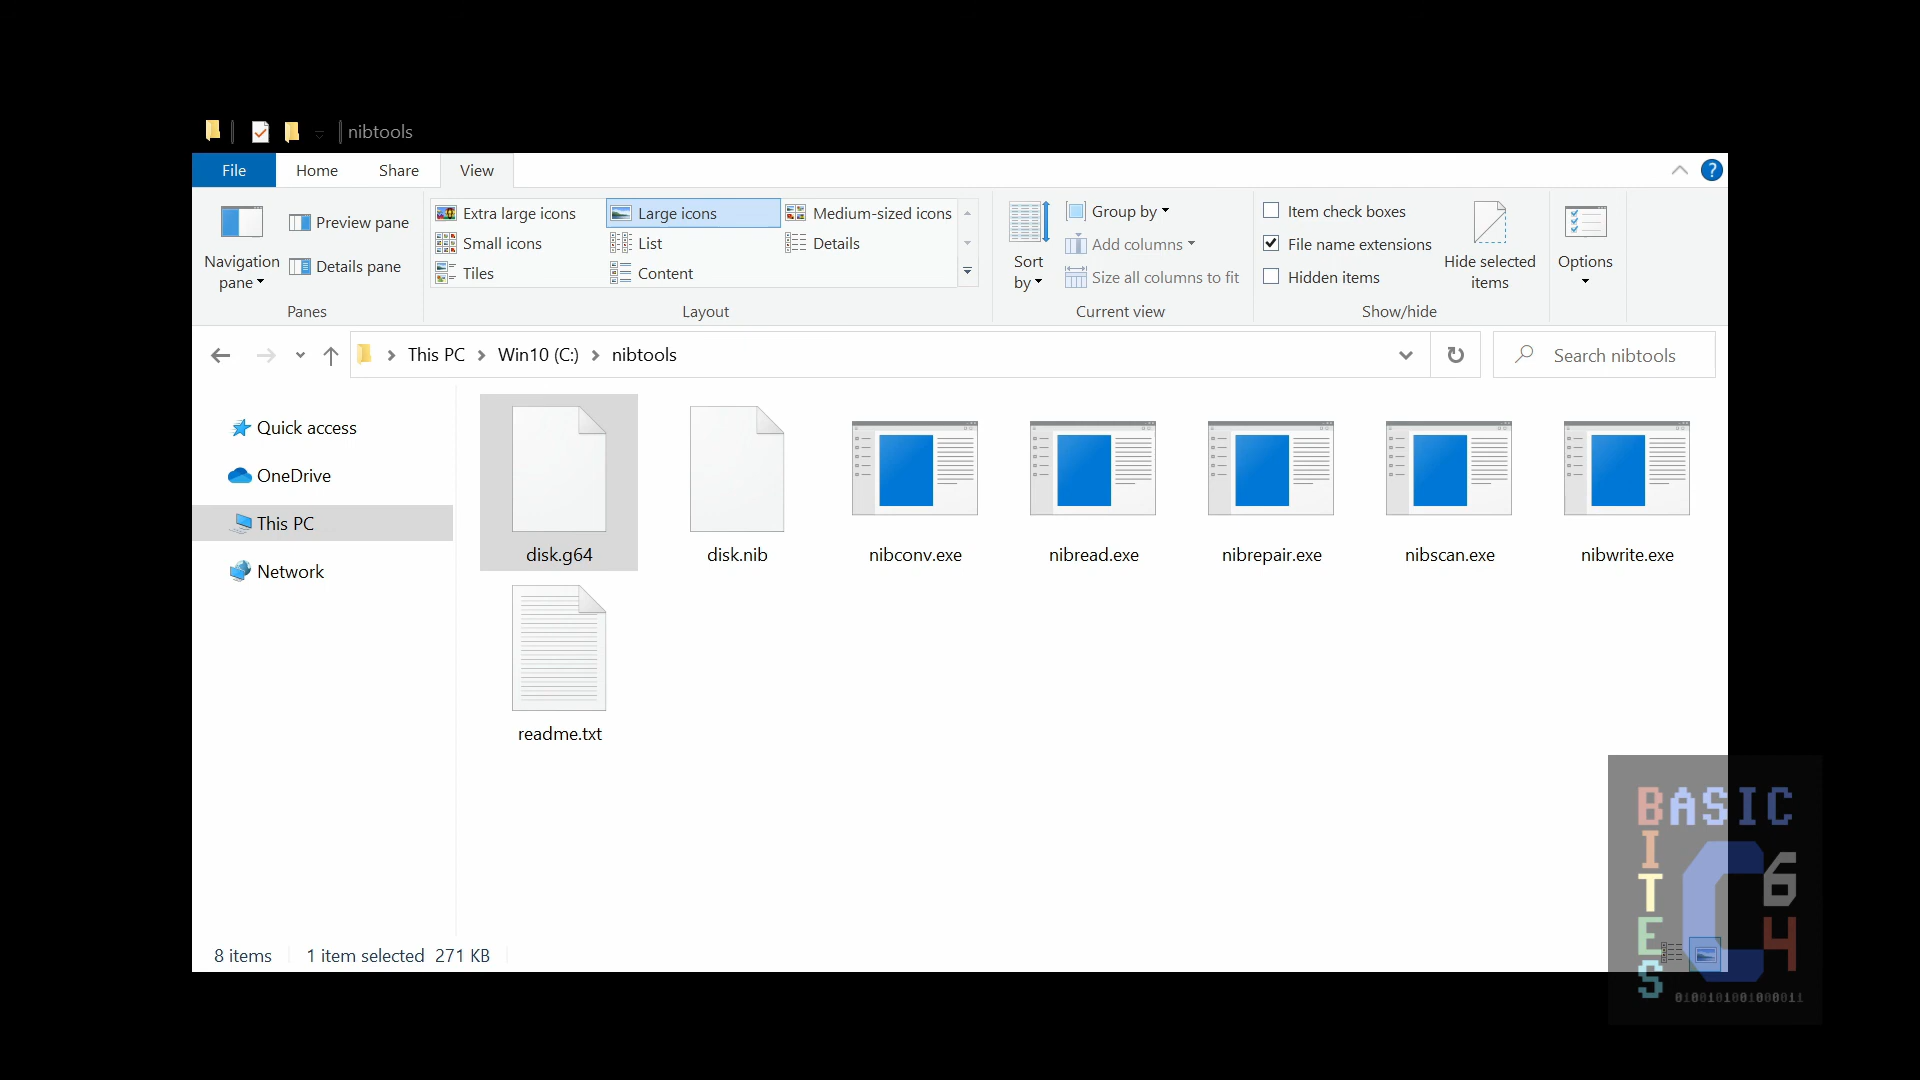 nibtools
File Home Share View
Navigation pane
Preview pane
Details pane
Panes
Extra large icons Large icons Medium-sized icons
Small icons List Details
Tiles Content
Layout
Sort by
Group by
Add columns
Size all columns to fit
Current view
Item check boxes
File name extensions
Hidden items
Hide selected items
Show/hide
Options
This PC Win10 (C:) nibtools
Search nibtools
Quick access
OneDrive
This PC
Network
disk.g64 disk.nib nibconv.exe nibread.exe nibrepair.exe nibscan.exe nibwrite.exe
readme.txt
8 items 1 item selected 271 KB
BASIC
BITES
C64
0100101001000011